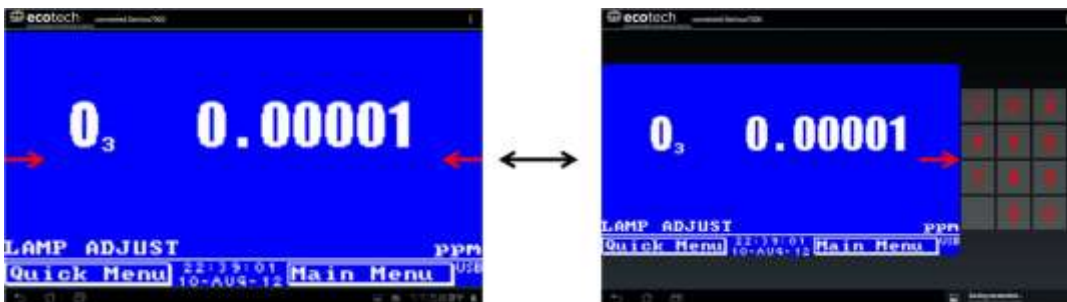 ecotech
O3 0.00001
LAMP ADJUST ppm
Quick Menu 22:39:01 10-AUG-12 Main Menu USB
ecotech
O3 0.00001
LAMP ADJUST ppm
Quick Menu 22:39:01 10-AUG-12 Main Menu USB